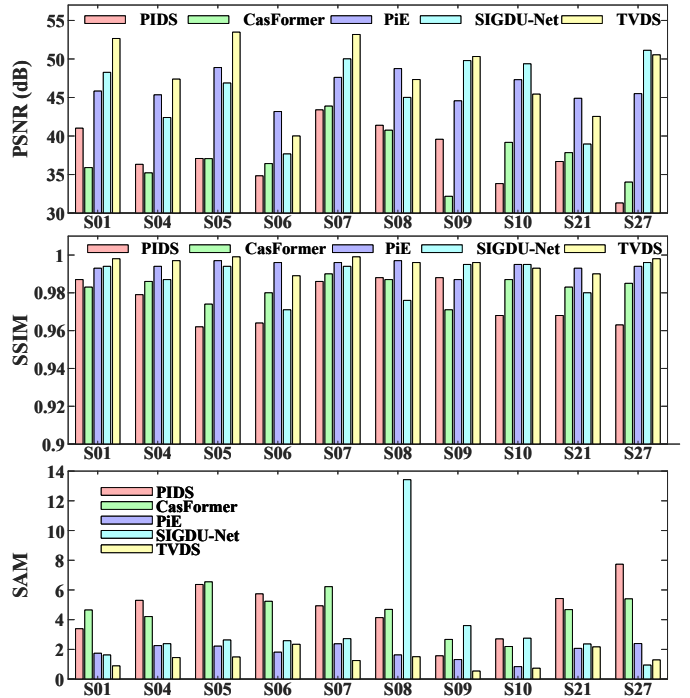 PIDS CasFormer PiE SIGDU-Net TVDS
PSNR (dB)
55
50
45
40
35
30
S01 S04 S05 S06 S07 S08 S09 S10 S21 S27
PIDS CasFormer PiE SIGDU-Net TVDS
SSIM
1
0.98
0.96
0.94
0.92
0.9
S01 S04 S05 S06 S07 S08 S09 S10 S21 S27
SAM
14
12
10
8
6
4
2
0
PIDS
CasFormer
PiE
SIGDU-Net
TVDS
S01 S04 S05 S06 S07 S08 S09 S10 S21 S27